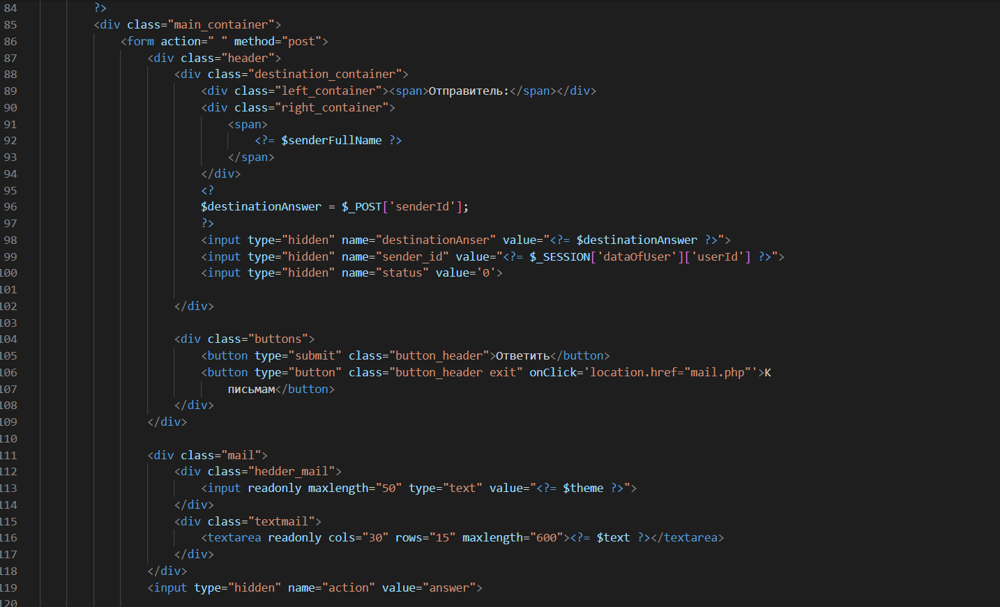 84 ?>
85 <div class="main_container">
86 <form action=" " method="post">
87 <div class="header">
88 <div class="destination_container">
89 <div class="left_container"><span>Отправитель:</span></div>
90 <div class="right_container">
91 <span>
92 <?= $senderFullName ?>
93 </span>
94 </div>
95 <?
96 $destinationAnswer = $_POST['senderId'];
97 ?>
98 <input type="hidden" name="destinationAnser" value="<?= $destinationAnswer ?>">
99 <input type="hidden" name="sender_id" value="<?= $_SESSION['dataOfUser']['userId'] ?>">
100 <input type="hidden" name="status" value='0'>
101
102 </div>
103
104 <div class="buttons">
105 <button type="submit" class="button_header">Ответить</button>
106 <button type="button" class="button_header exit" onClick='location.href="mail.php"'>К
107 письмам</button>
108 </div>
109 </div>
110
111 <div class="mail">
112 <div class="hedder_mail">
113 <input readonly maxlength="50" type="text" value="<?= $theme ?>">
114 </div>
115 <div class="textmail">
116 <textarea readonly cols="30" rows="15" maxlength="600"><?= $text ?></textarea>
117 </div>
118 </div>
119 <input type="hidden" name="action" value="answer">
120